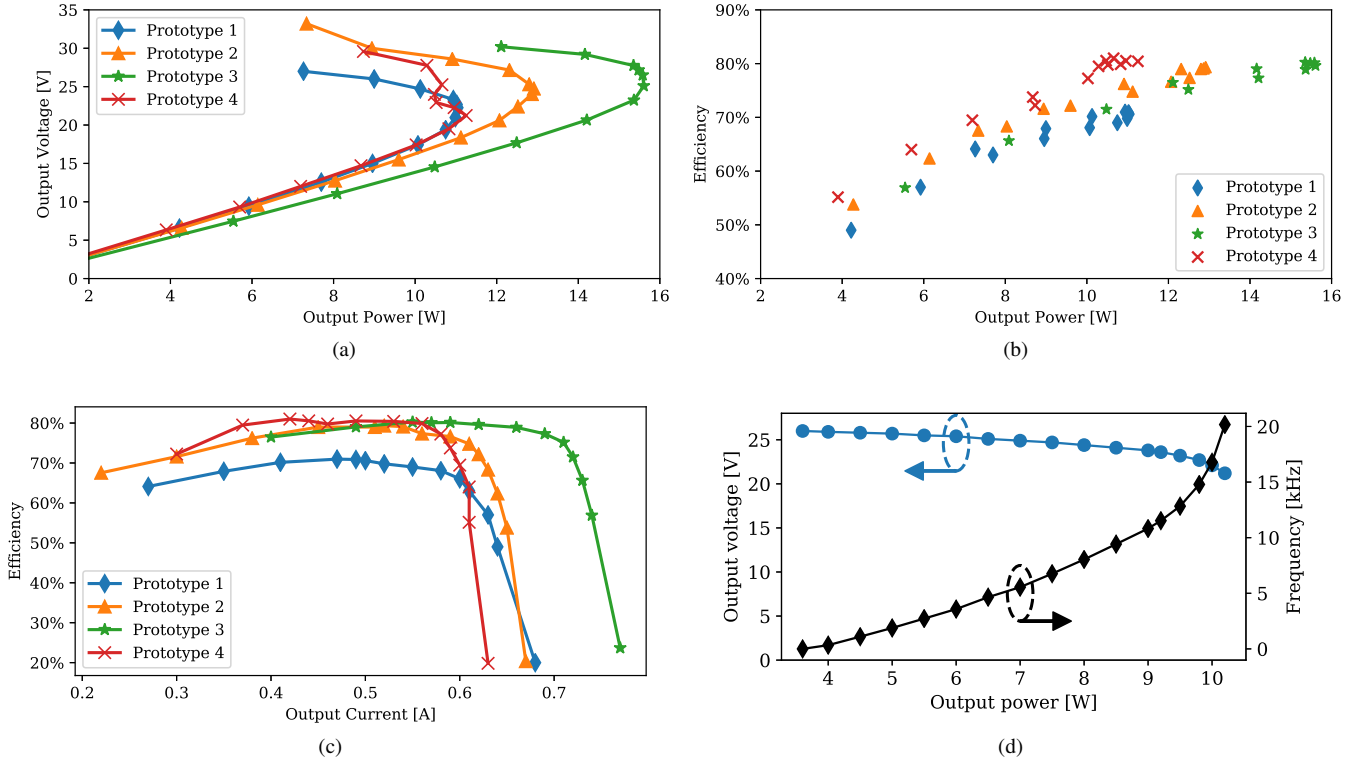 35
30
25
20
15
10
5
0
Output Voltage [V]
Prototype 1
Prototype 2
Prototype 3
Prototype 4
2 4 6 8 10 12 14 16
Output Power [W]
(a)
90%
80%
70%
60%
50%
40%
Efficiency
Prototype 1
Prototype 2
Prototype 3
Prototype 4
2 4 6 8 10 12 14 16
Output Power [W]
(b)
80%
70%
60%
50%
40%
30%
20%
Efficiency
Prototype 1
Prototype 2
Prototype 3
Prototype 4
0.2 0.3 0.4 0.5 0.6 0.7
Output Current [A]
(c)
25
20
15
10
5
0
Output voltage [V]
20
15
10
5
0
Frequency [kHz]
4 5 6 7 8 9 10
Output power [W]
(d)